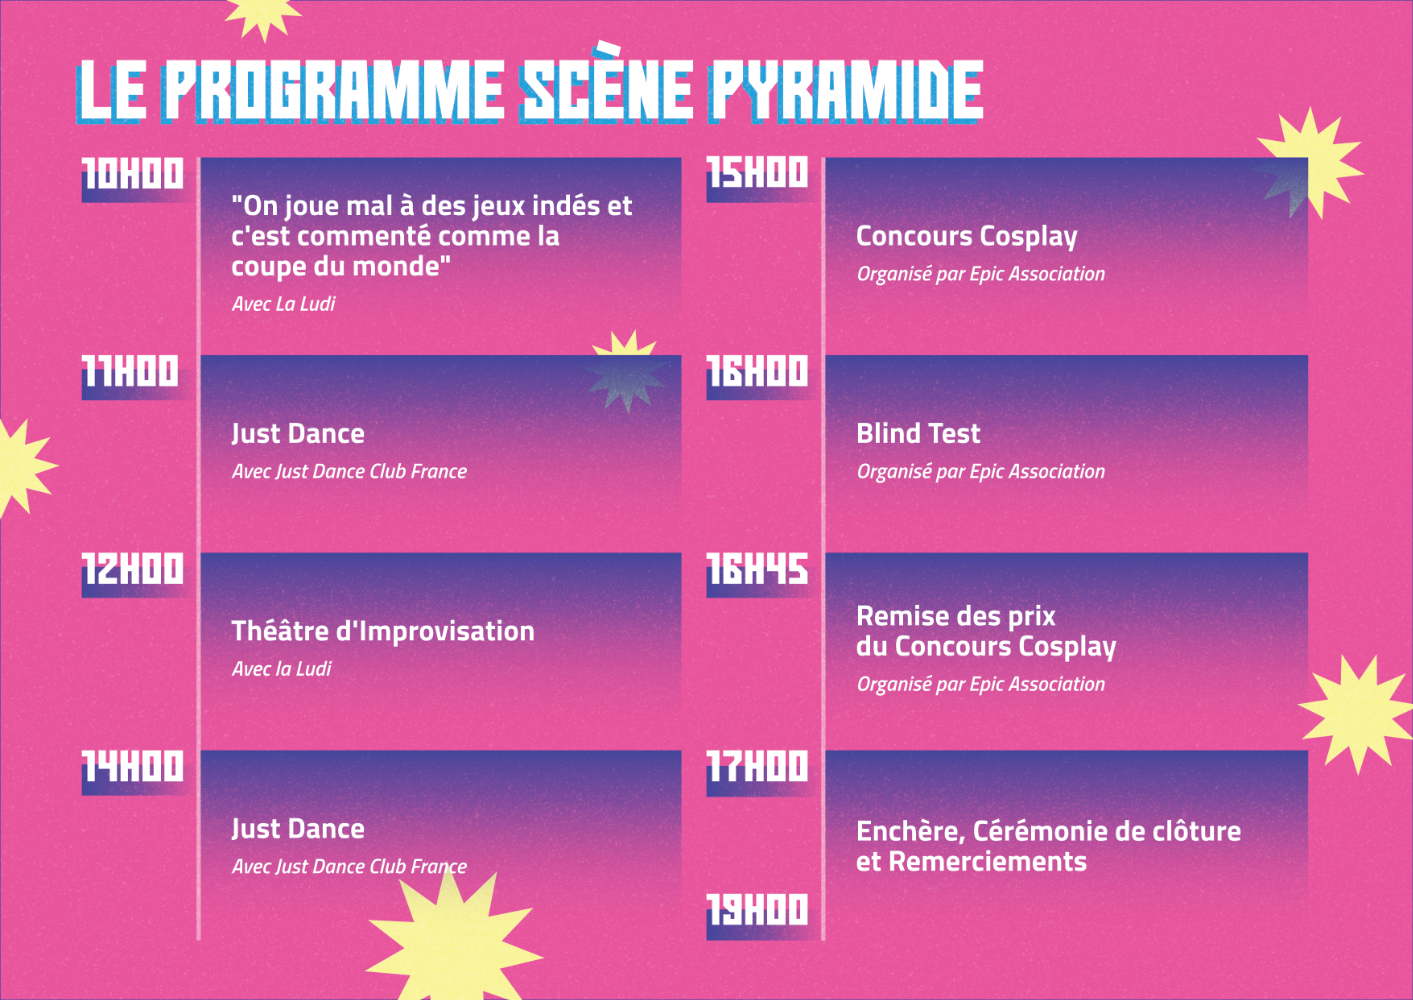 LE PROGRAMME SCÈNE PYRAMIDE
10H00
"On joue mal à des jeux indés et
c'est commenté comme la
coupe du monde"
Avec La Ludi
11H00
Just Dance
Avec Just Dance Club France
12H00
Théâtre d'Improvisation
Avec la Ludi
14H00
Just Dance
Avec Just Dance Club France
15H00
Concours Cosplay
Organisé par Epic Association
16H00
Blind Test
Organisé par Epic Association
16H45
Remise des prix
du Concours Cosplay
Organisé par Epic Association
17H00
Enchère, Cérémonie de clôture
et Remerciements
19H00